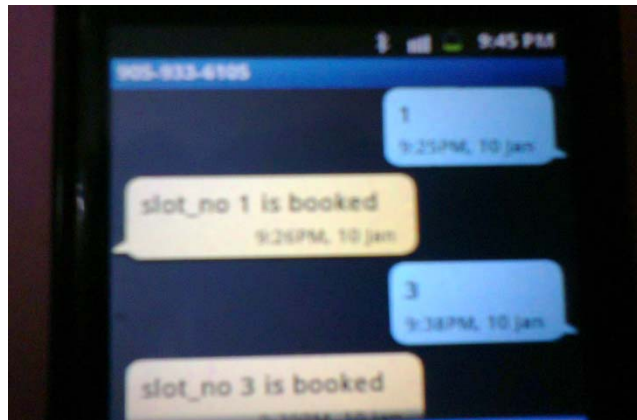 9:45 PM
905-933-6105
1
9:25PM, 10 Jan
slot_no 1 is booked
9:26PM, 10 Jan
3
9:38PM, 10 Jan
slot_no 3 is booked